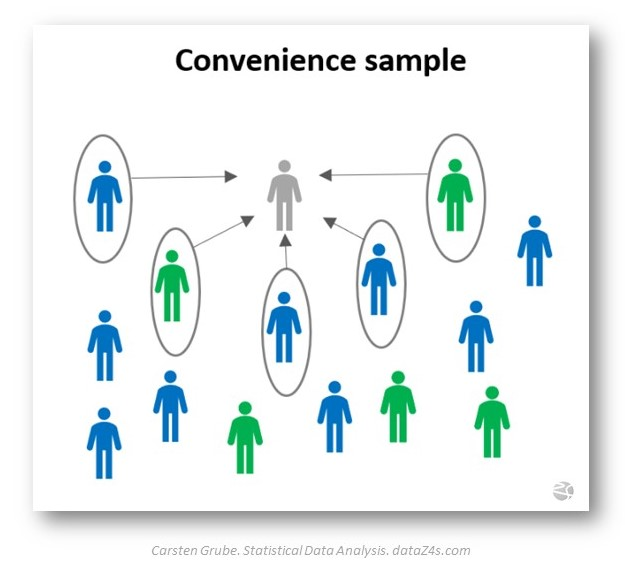 Convenience sample
Carsten Grube. Statistical Data Analysis. dataZ4s.com